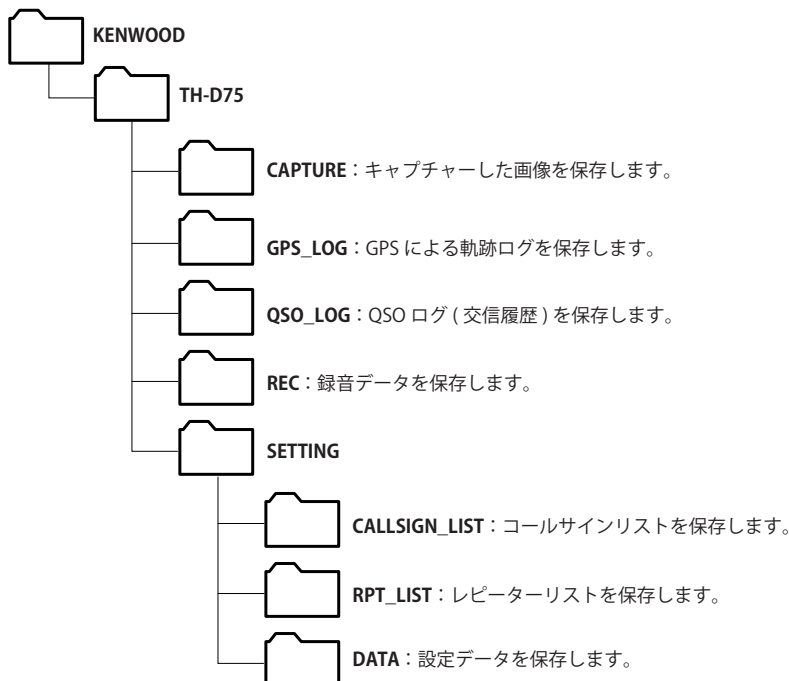 KENWOOD
TH-D75
CAPTURE：キャプチャーした画像を保存します。
GPS_LOG：GPS による軌跡ログを保存します。
QSO_LOG：QSO ログ ( 交信履歴 ) を保存します。
REC：録音データを保存します。
SETTING
CALLSIGN_LIST：コールサインリストを保存します。
RPT_LIST：レピーターリストを保存します。
DATA：設定データを保存します。